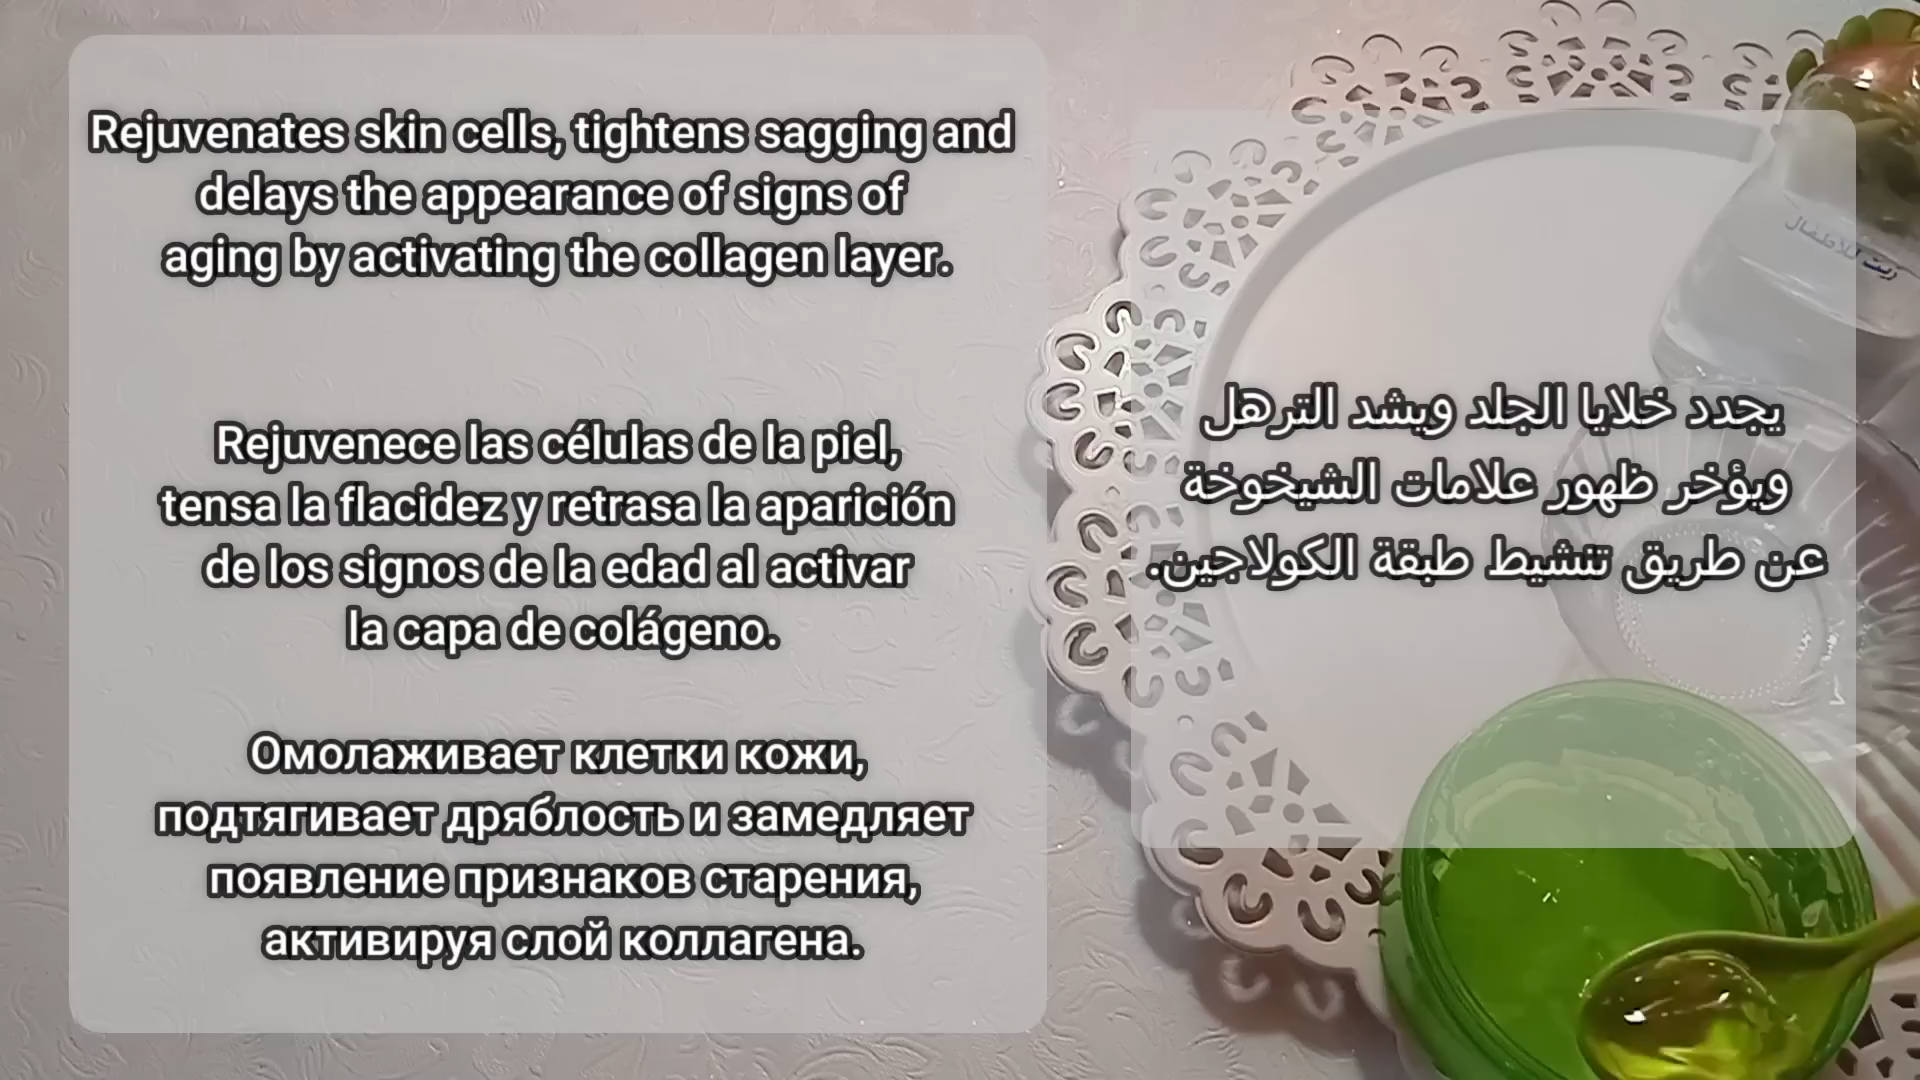 Rejuvenates skin cells, tightens sagging and
delays the appearance of signs of
aging by activating the collagen layer.
Rejuvenece las células de la piel,
tensa la flacidez y retrasa la aparición
de los signos de la edad al activar
la capa de colágeno.
Омолаживает клетки кожи,
подтягивает дряблость и замедляет
появление признаков старения,
активируя слой коллагена.
يجدد خلايا الجلد ويشد الترهل
ويؤخر ظهور علامات الشيخوخة
عن طريق تنشيط طبقة الكولاجين.
زيت للاطفال